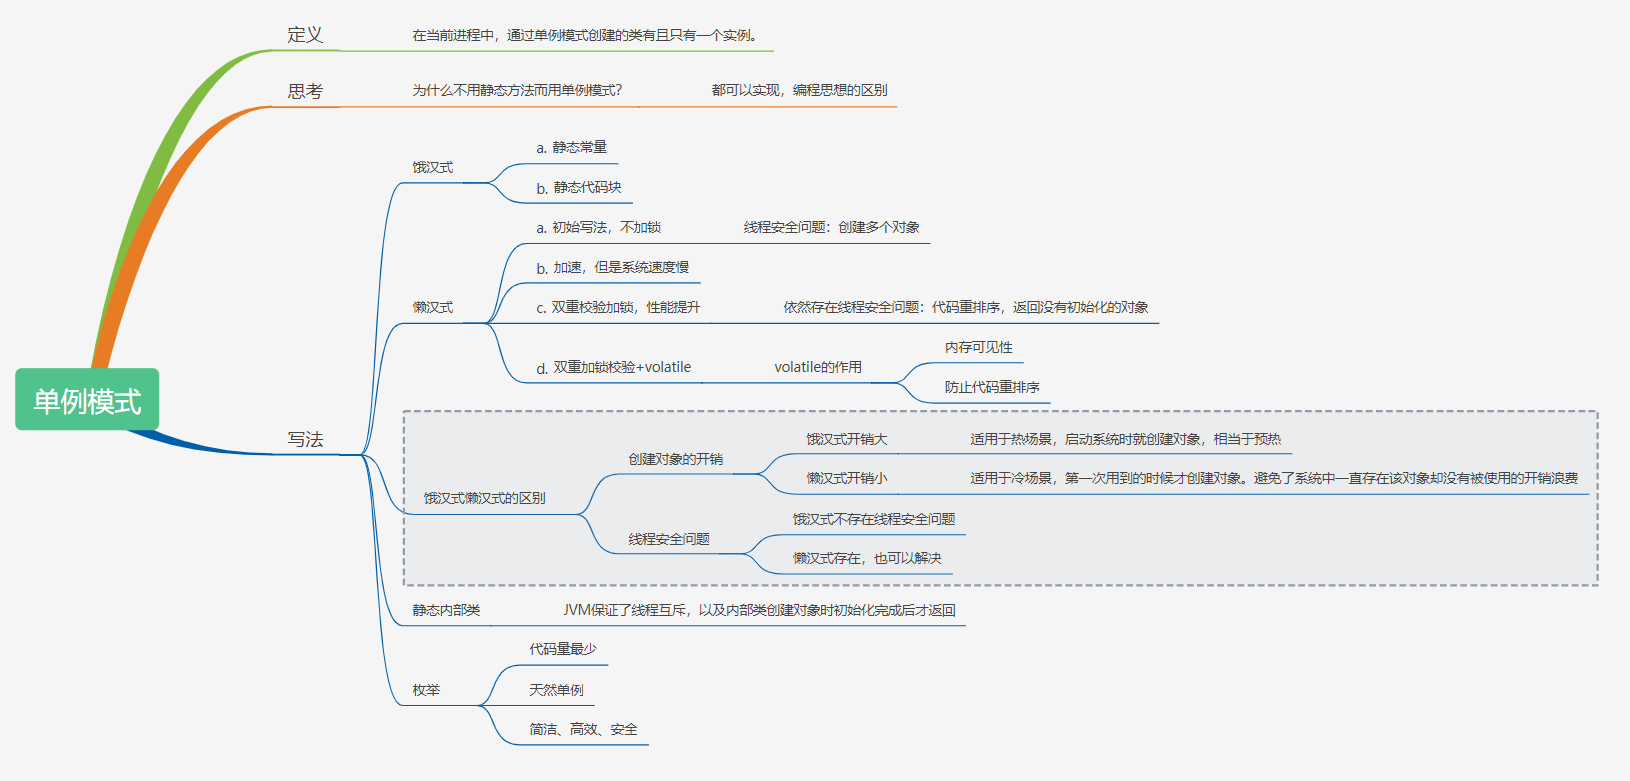 单例模式
定义
在当前进程中，通过单例模式创建的类有且只有一个实例。
思考
为什么不用静态方法而用单例模式？
都可以实现，编程思想的区别
写法
饿汉式
a. 静态常量
b. 静态代码块
懒汉式
a. 初始写法，不加锁
线程安全问题：创建多个对象
b. 加速，但是系统速度慢
c. 双重校验加锁，性能提升
依然存在线程安全问题：代码重排序，返回没有初始化的对象
d. 双重加锁校验+volatile
volatile的作用
内存可见性
防止代码重排序
饿汉式懒汉式的区别
创建对象的开销
饿汉式开销大
适用于热场景，启动系统时就创建对象，相当于预热
懒汉式开销小
适用于冷场景，第一次用到的时候才创建对象。避免了系统中一直存在该对象却没有被使用的开销浪费
线程安全问题
饿汉式不存在线程安全问题
懒汉式存在，也可以解决
静态内部类
JVM保证了线程互斥，以及内部类创建对象时初始化完成后才返回
枚举
代码量最少
天然单例
简洁、高效、安全